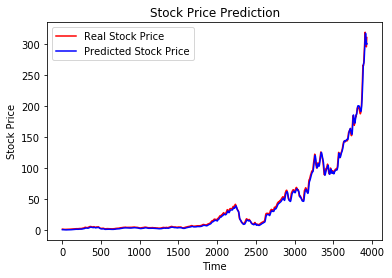 Stock Price Prediction
Real Stock Price
Predicted Stock Price
Stock Price
300
250
200
150
100
50
0
0 500 1000 1500 2000 2500 3000 3500 4000
Time